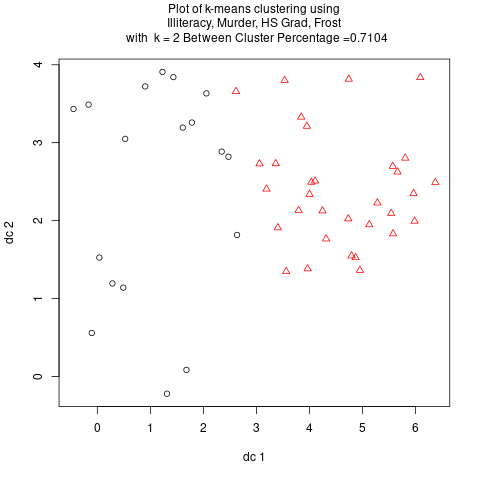 Plot of k-means clustering using
Illiteracy, Murder, HS Grad, Frost
with k = 2 Between Cluster Percentage =0.7104
4
3
2
1
0
dc 2
0 1 2 3 4 5 6
dc 1